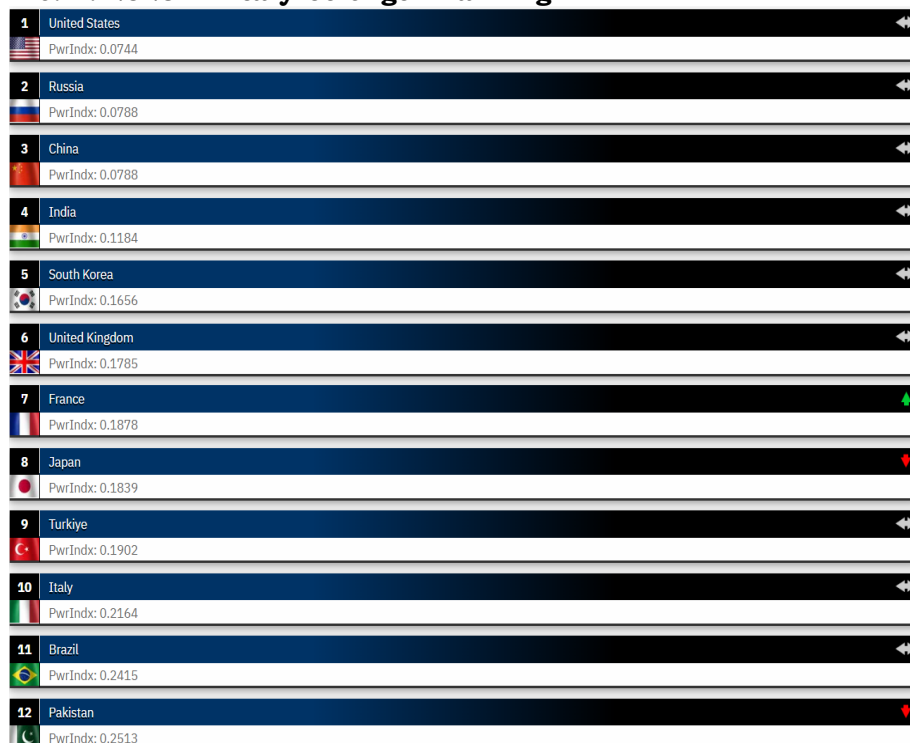 1 United States
PwrIndx: 0.0744
2 Russia
PwrIndx: 0.0788
3 China
PwrIndx: 0.0788
4 India
PwrIndx: 0.1184
5 South Korea
PwrIndx: 0.1656
6 United Kingdom
PwrIndx: 0.1785
7 France
PwrIndx: 0.1878
8 Japan
PwrIndx: 0.1839
9 Turkiye
PwrIndx: 0.1902
10 Italy
PwrIndx: 0.2164
11 Brazil
PwrIndx: 0.2415
12 Pakistan
PwrIndx: 0.2513